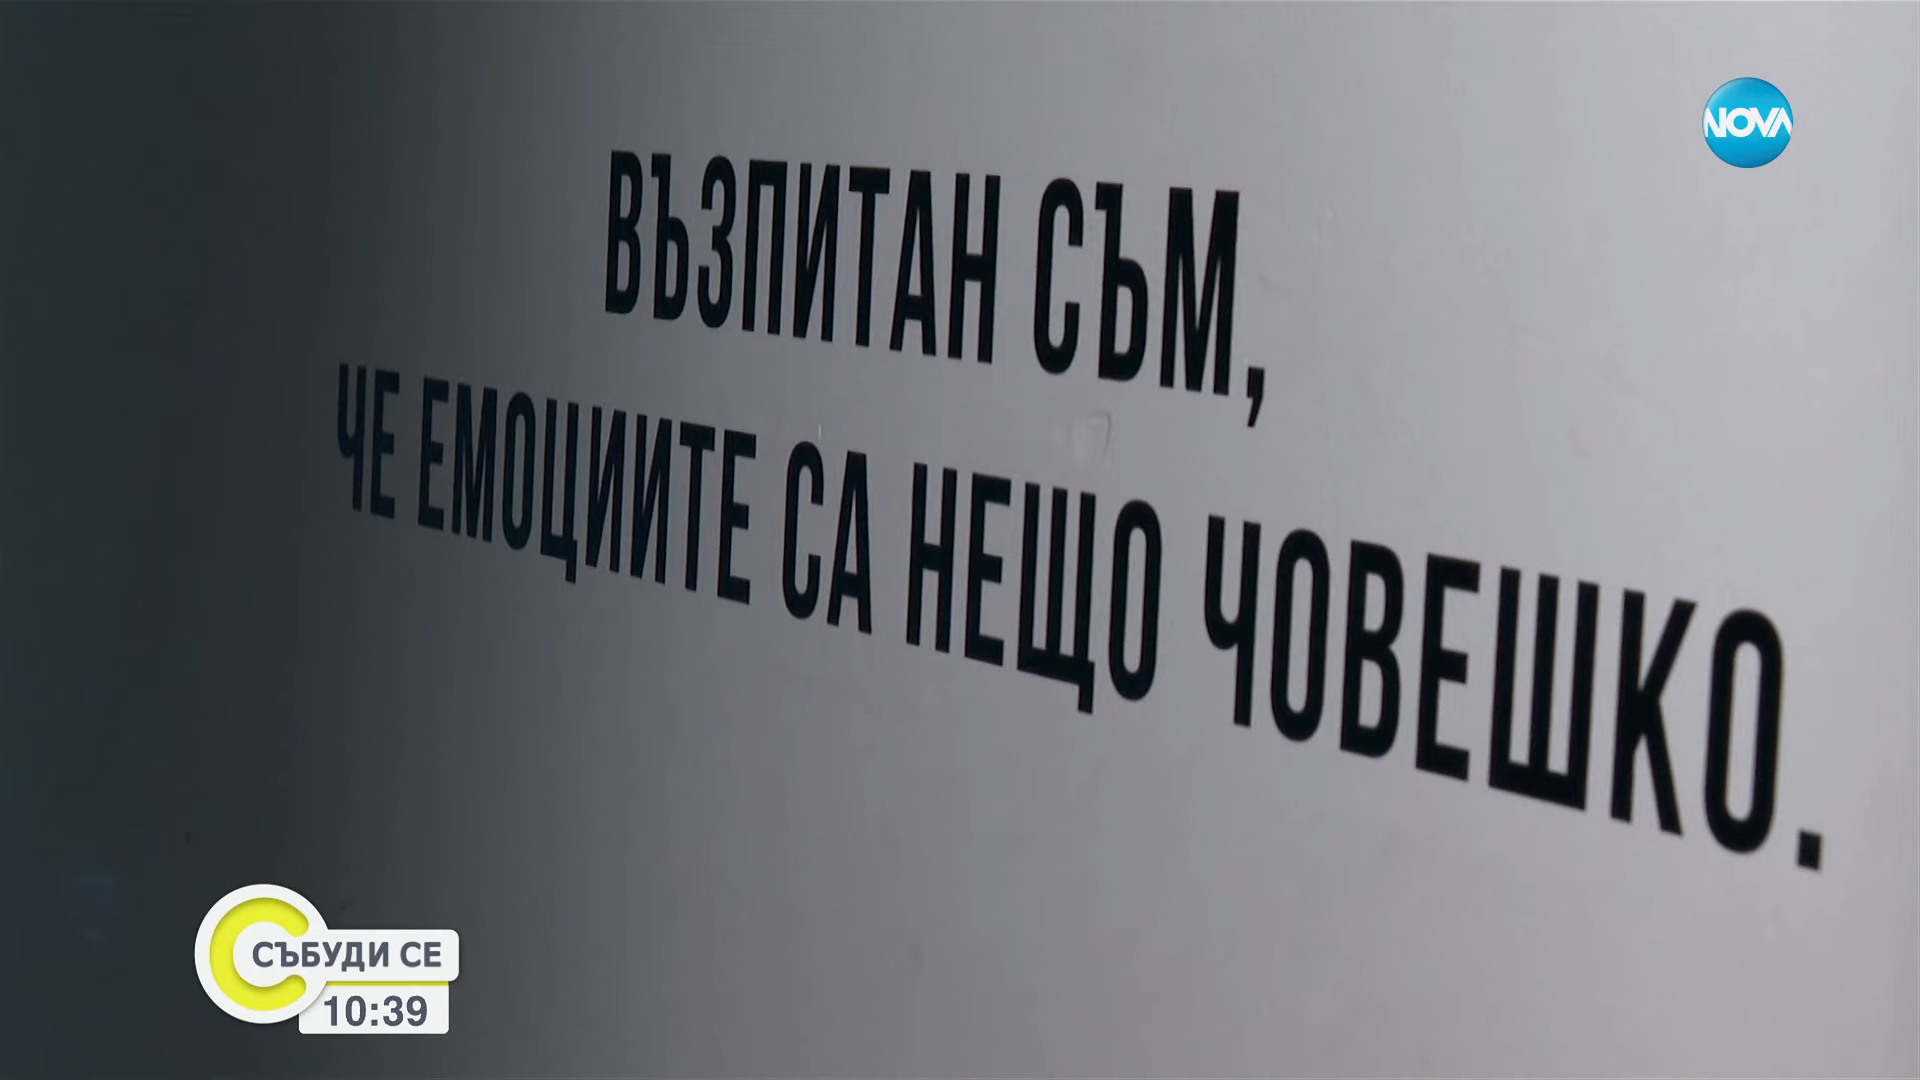 NOVA
ВЪЗПИТАН СЪМ,
ЧЕ ЕМОЦИИТЕ СА НЕЩО ЧОВЕШКО.
СЪБУДИ СЕ
10:39